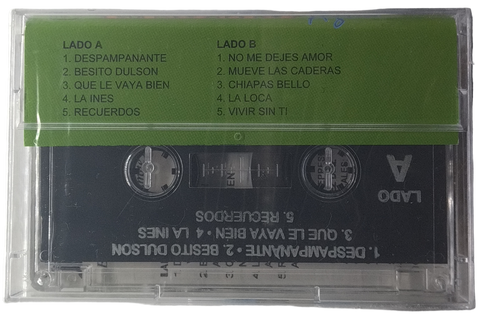 LADO A
1. DESPAMPANANTE
2. BESITO DULSON
3. QUE LE VAYA BIEN
4. LA INES
5. RECUERDOS
LADO B
1. NO ME DEJES AMOR
2. MUEVE LAS CADERAS
3. CHIAPAS BELLO
4. LA LOCA
5. VIVIR SIN TI
LADO
A
1. DESPAMPANANTE • 2. BESITO DULSON
3. QUE LE VAYA BIEN • 4 LA INES
5. RECUERDOS